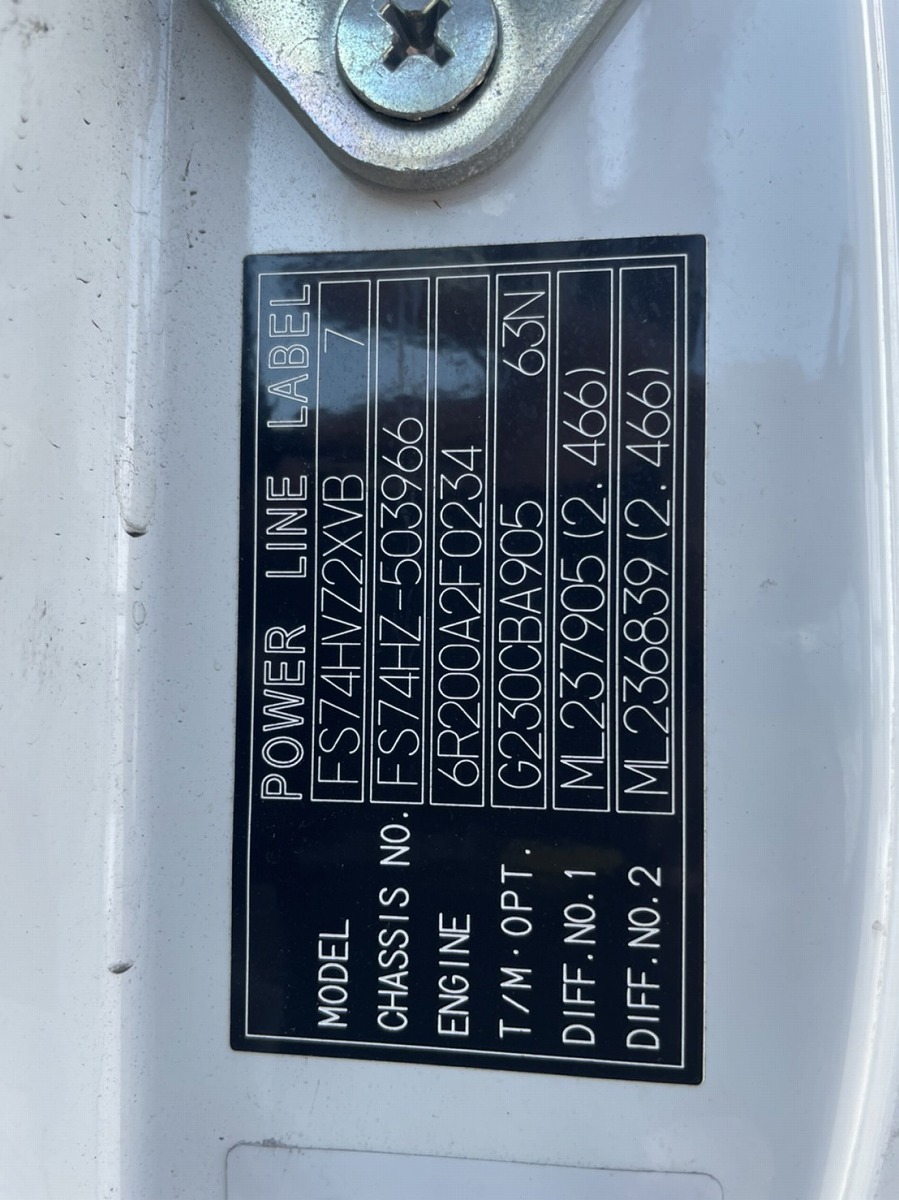 POWER LINE LABEL
MODEL FS74HVZ2XVB 7
CHASSIS NO. FS74HZ-503966
ENGINE 6R200A2F0234
T/M·OPT. G230CBA905 63N
DIFF.NO.1 ML237905(2.466)
DIFF.NO.2 ML236839(2.466)